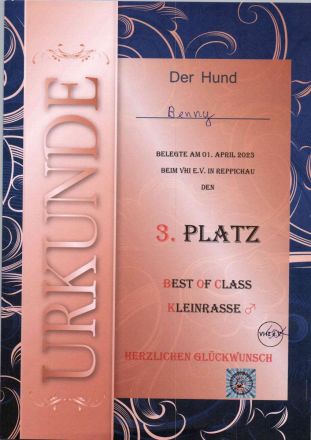 URKUNDE
Der Hund
Benny
BELEGTE AM 01. APRIL 2023
BEIM VHI E.V. IN REPPICHAU
DEN
3. PLATZ
BEST OF CLASS
KLEINRASSE ♂
HERZLICHEN GLÜCKWUNSCH